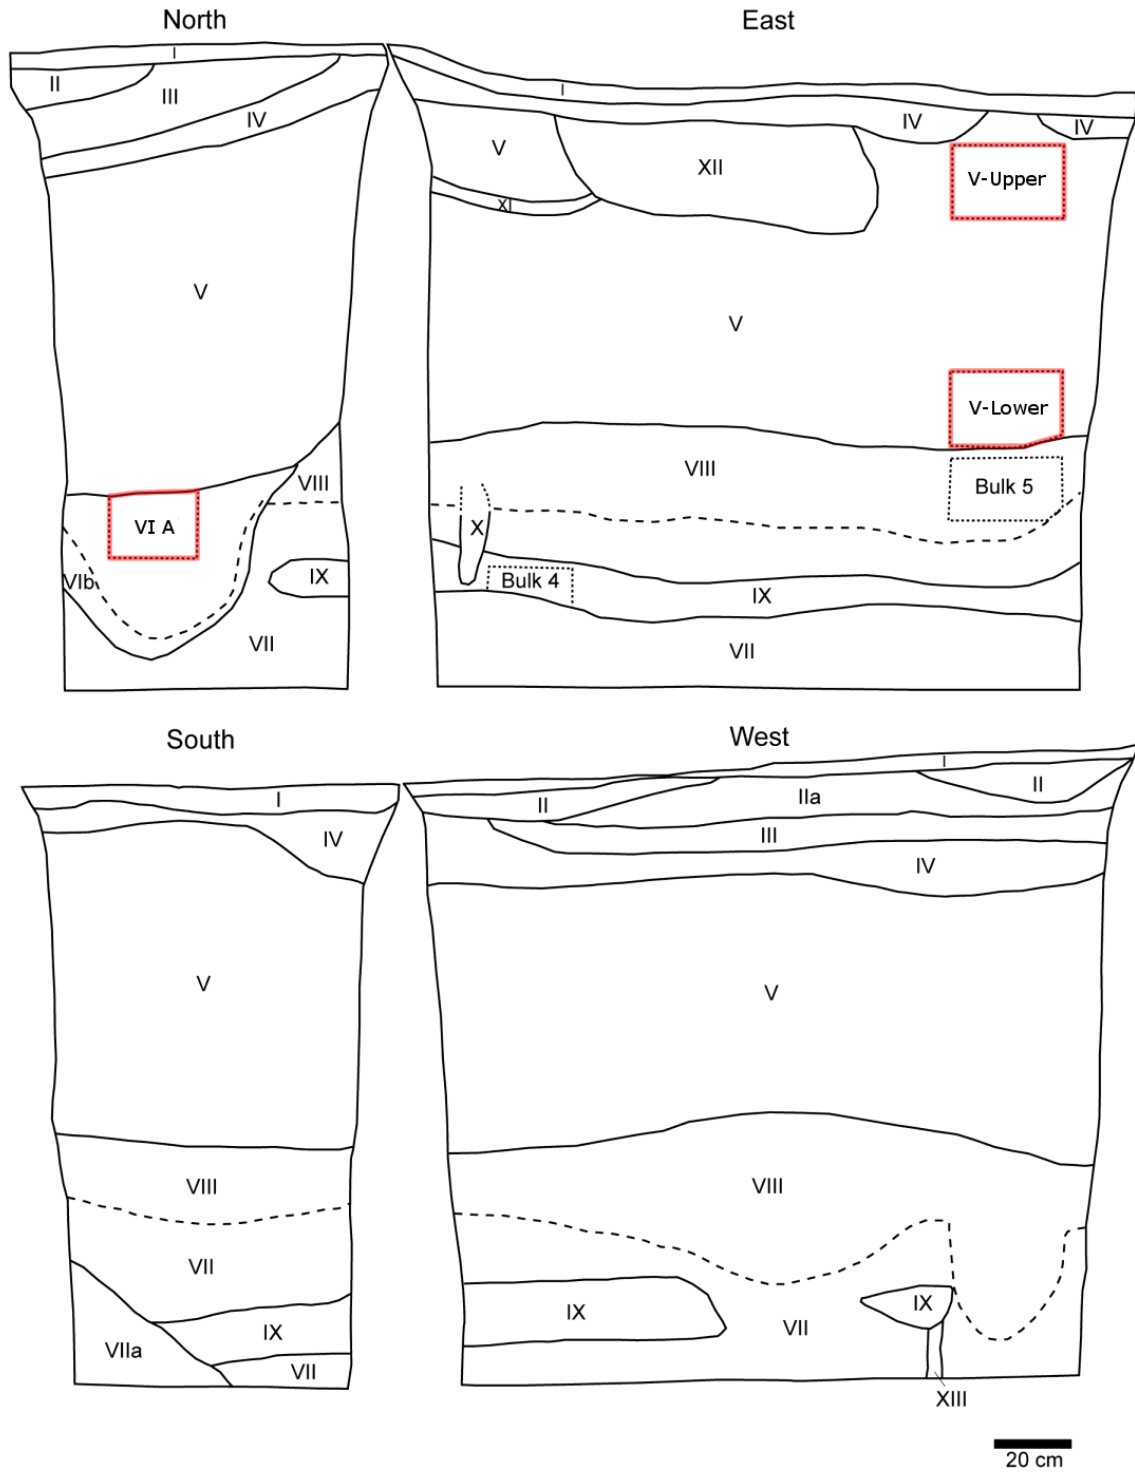 North
East
I
II
III
IV
V
VIII
VI A
VIb
IX
VII
I
IV
IV
V
XII
V-Upper
XI
V
V-Lower
VIII
Bulk 5
X
Bulk 4
IX
VII
South
West
I
IV
V
VIII
VII
IX
VIIa
VII
I
II
IIa
II
III
IV
V
VIII
IX
IX
VII
XIII
20 cm